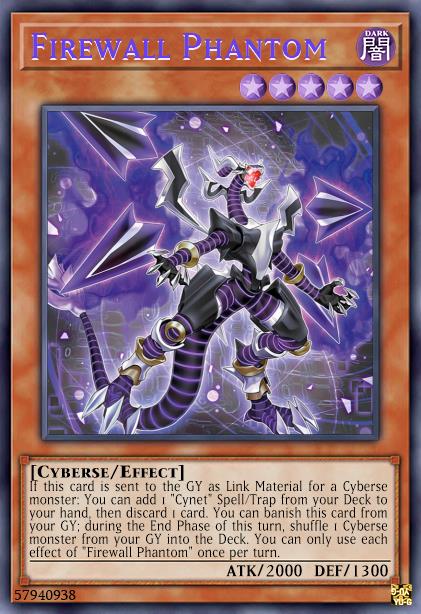 Firewall Phantom
DARK
闇
[Cyberse/Effect]
If this card is sent to the GY as Link Material for a Cyberse
monster: You can add 1 "Cynet" Spell/Trap from your Deck to
your hand, then discard 1 card. You can banish this card from
your GY; during the End Phase of this turn, shuffle 1 Cyberse
monster from your GY into the Deck. You can only use each
effect of "Firewall Phantom" once per turn.
ATK/2000 DEF/1300
57940938